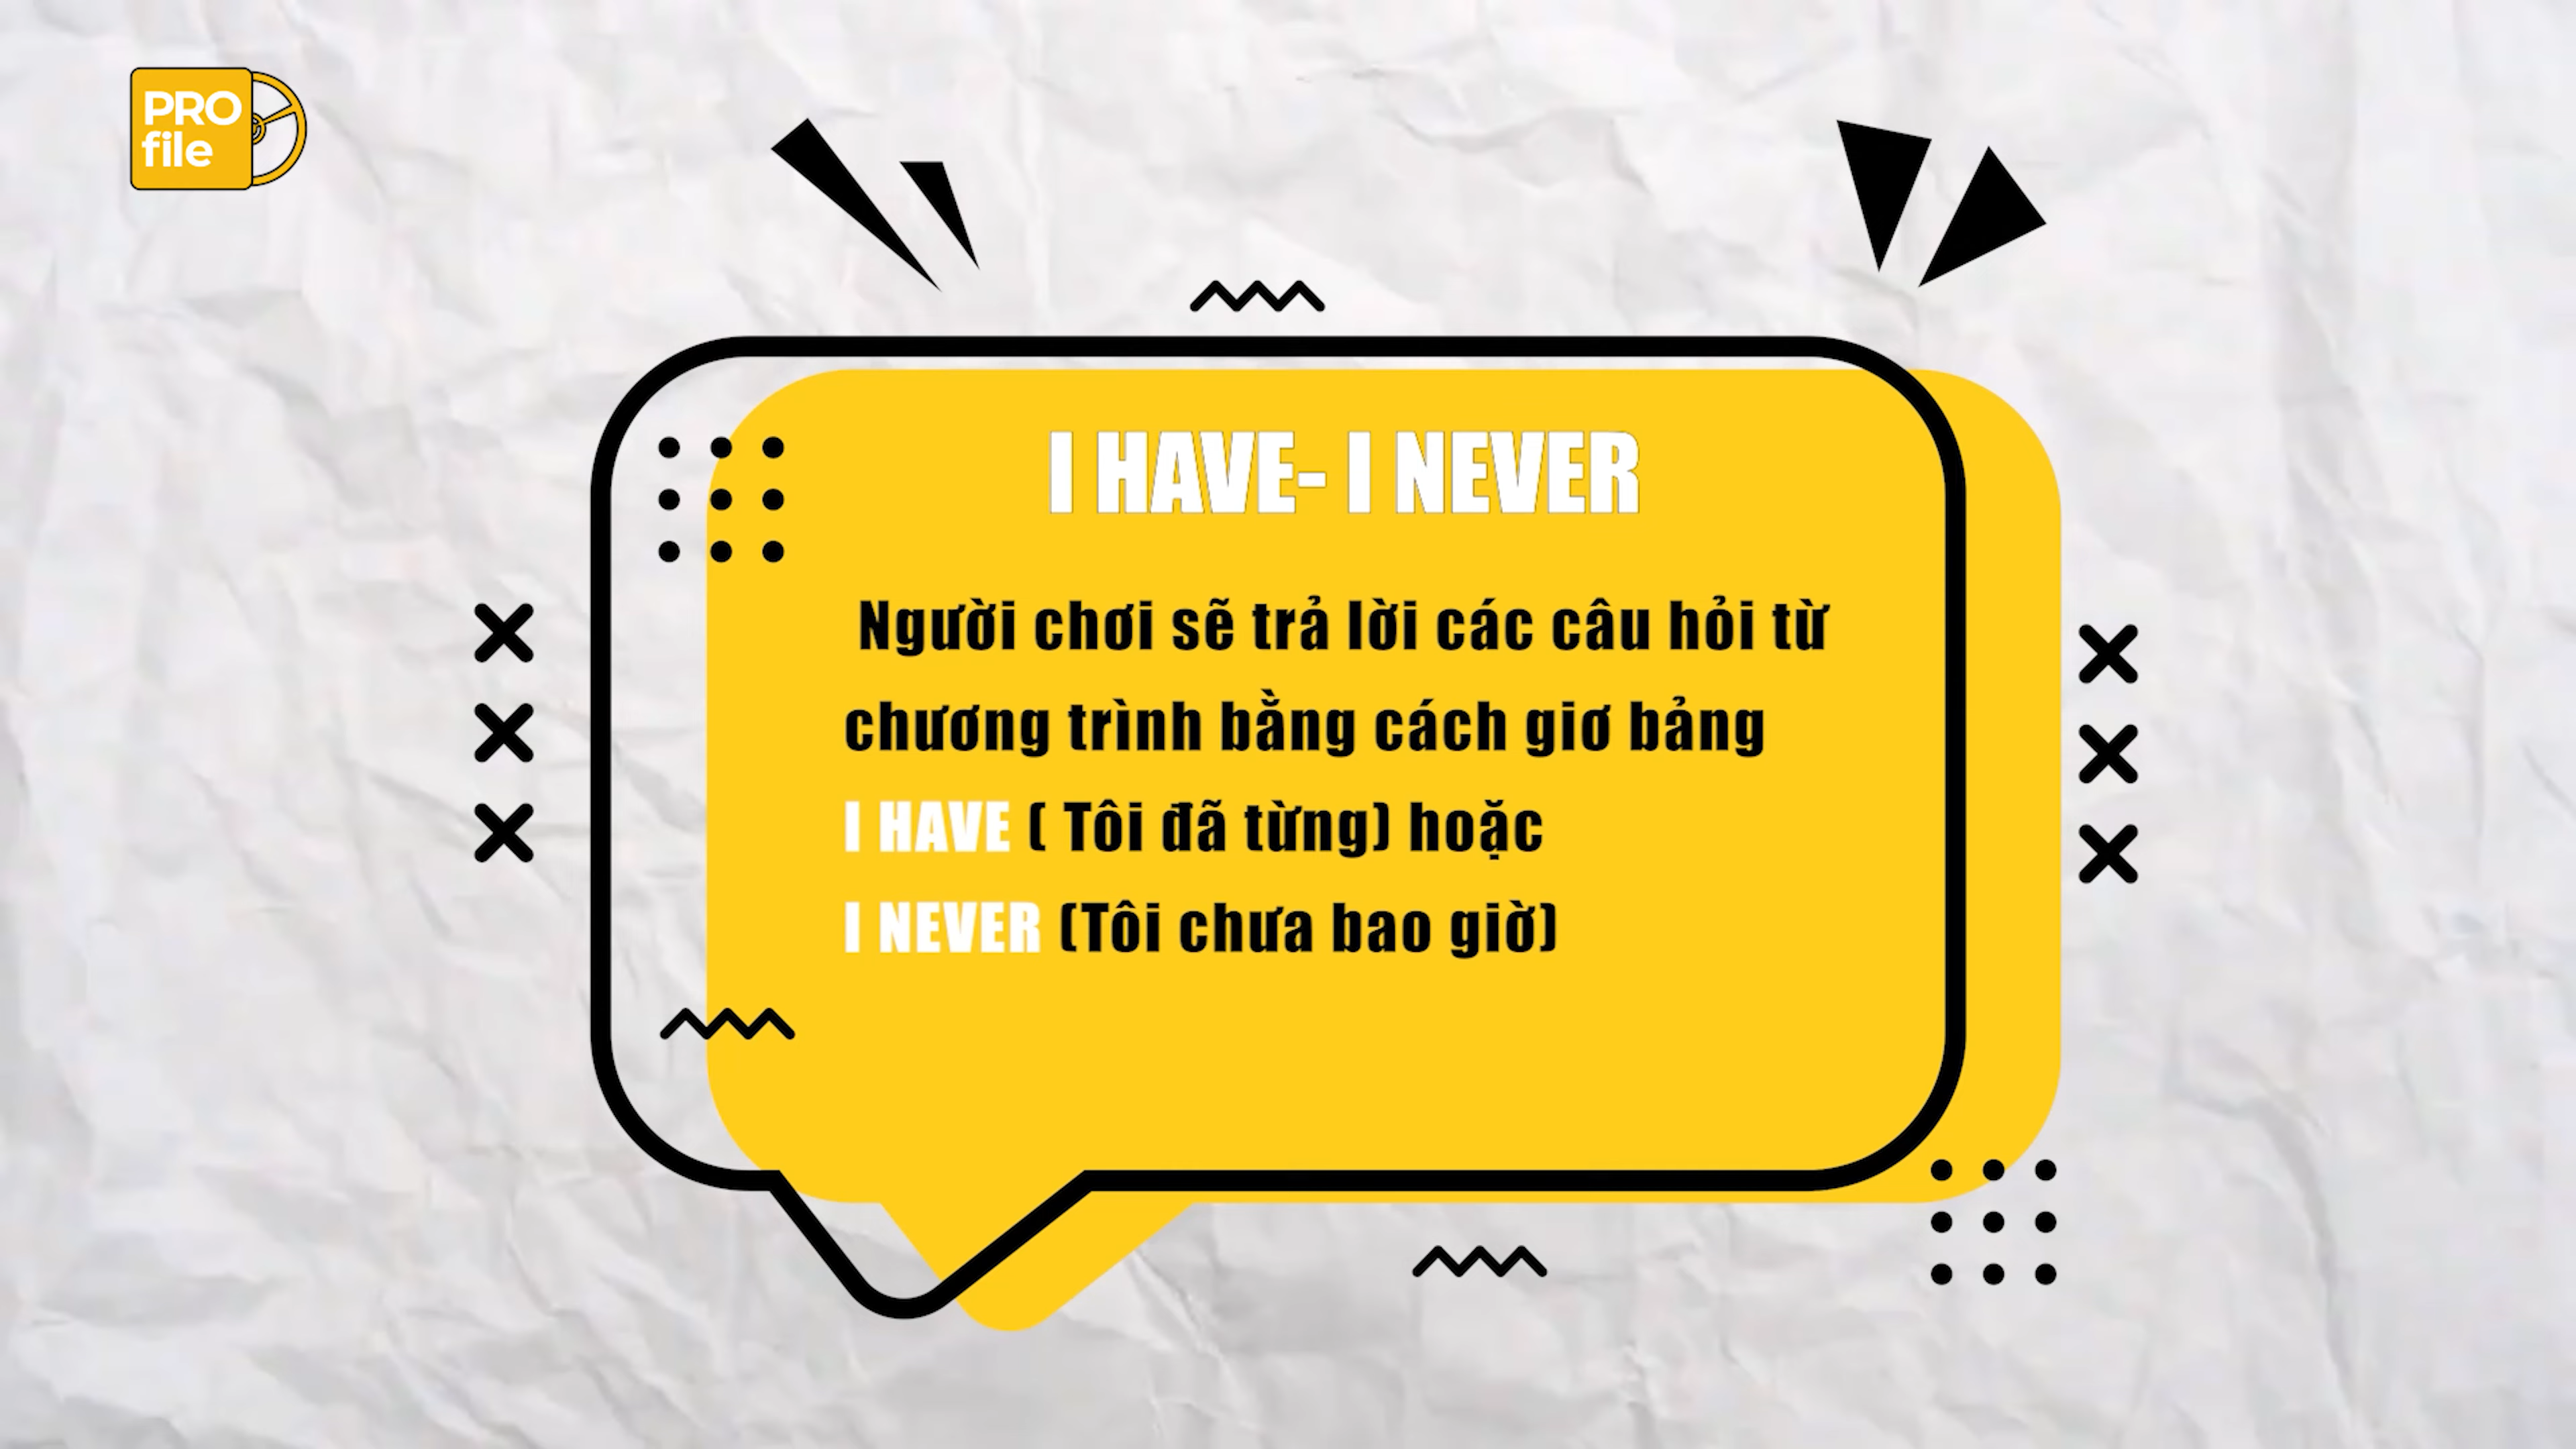 PRO
file
I HAVE- I NEVER
Người chơi sẽ trả lời các câu hỏi từ
chương trình bằng cách giơ bảng
I HAVE ( Tôi đã từng) hoặc
I NEVER (Tôi chưa bao giờ)